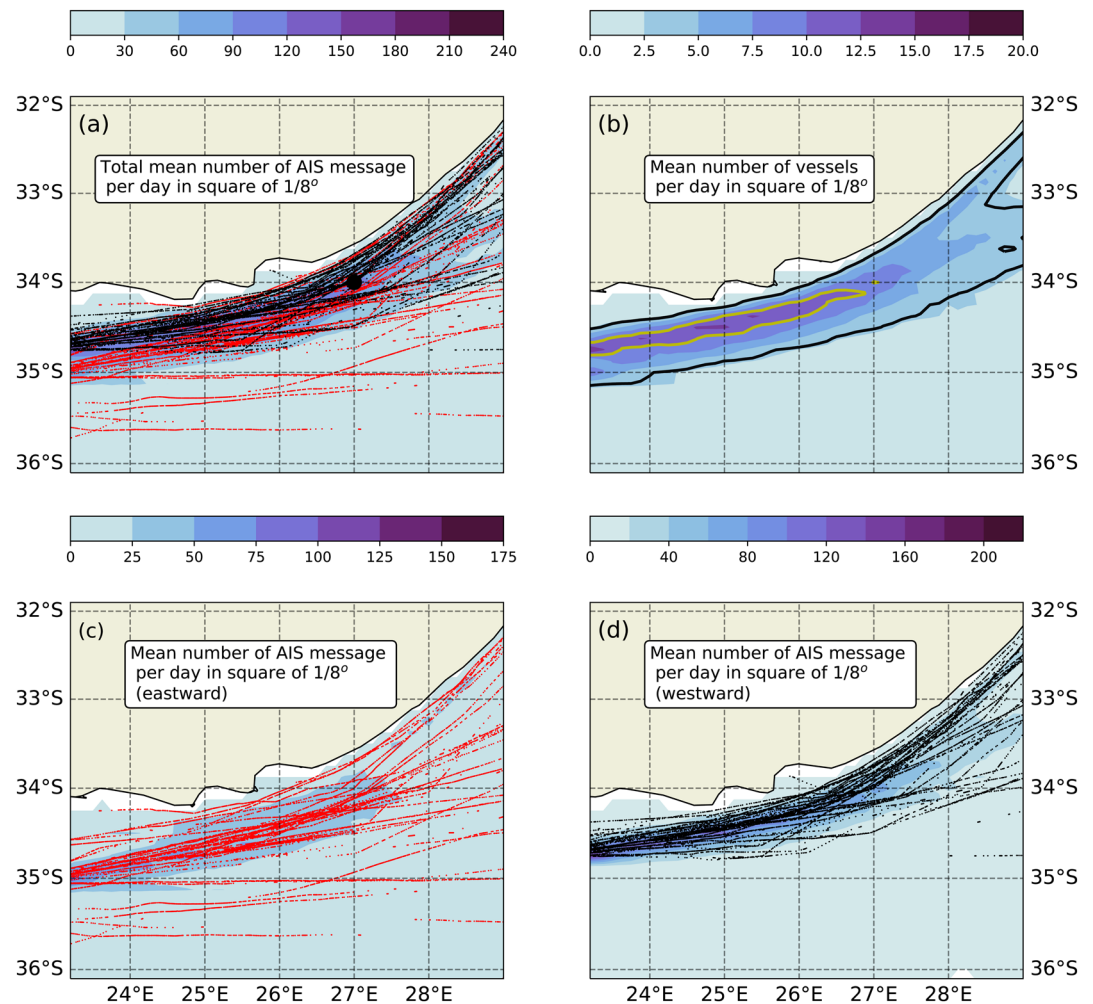 0 30 60 90 120 150 180 210 240
0.0 2.5 5.0 7.5 10.0 12.5 15.0 17.5 20.0
32°S
33°S
34°S
35°S
36°S
(a)
Total mean number of AIS message
per day in square of 1/8º
(b)
Mean number of vessels
per day in square of 1/8º
32°S
33°S
34°S
35°S
36°S
0 25 50 75 100 125 150 175
0 40 80 120 160 200
32°S
33°S
34°S
35°S
36°S
(c)
Mean number of AIS message
per day in square of 1/8º
(eastward)
24°E 25°E 26°E 27°E 28°E
(d)
Mean number of AIS message
per day in square of 1/8º
(westward)
32°S
33°S
34°S
35°S
36°S
24°E 25°E 26°E 27°E 28°E